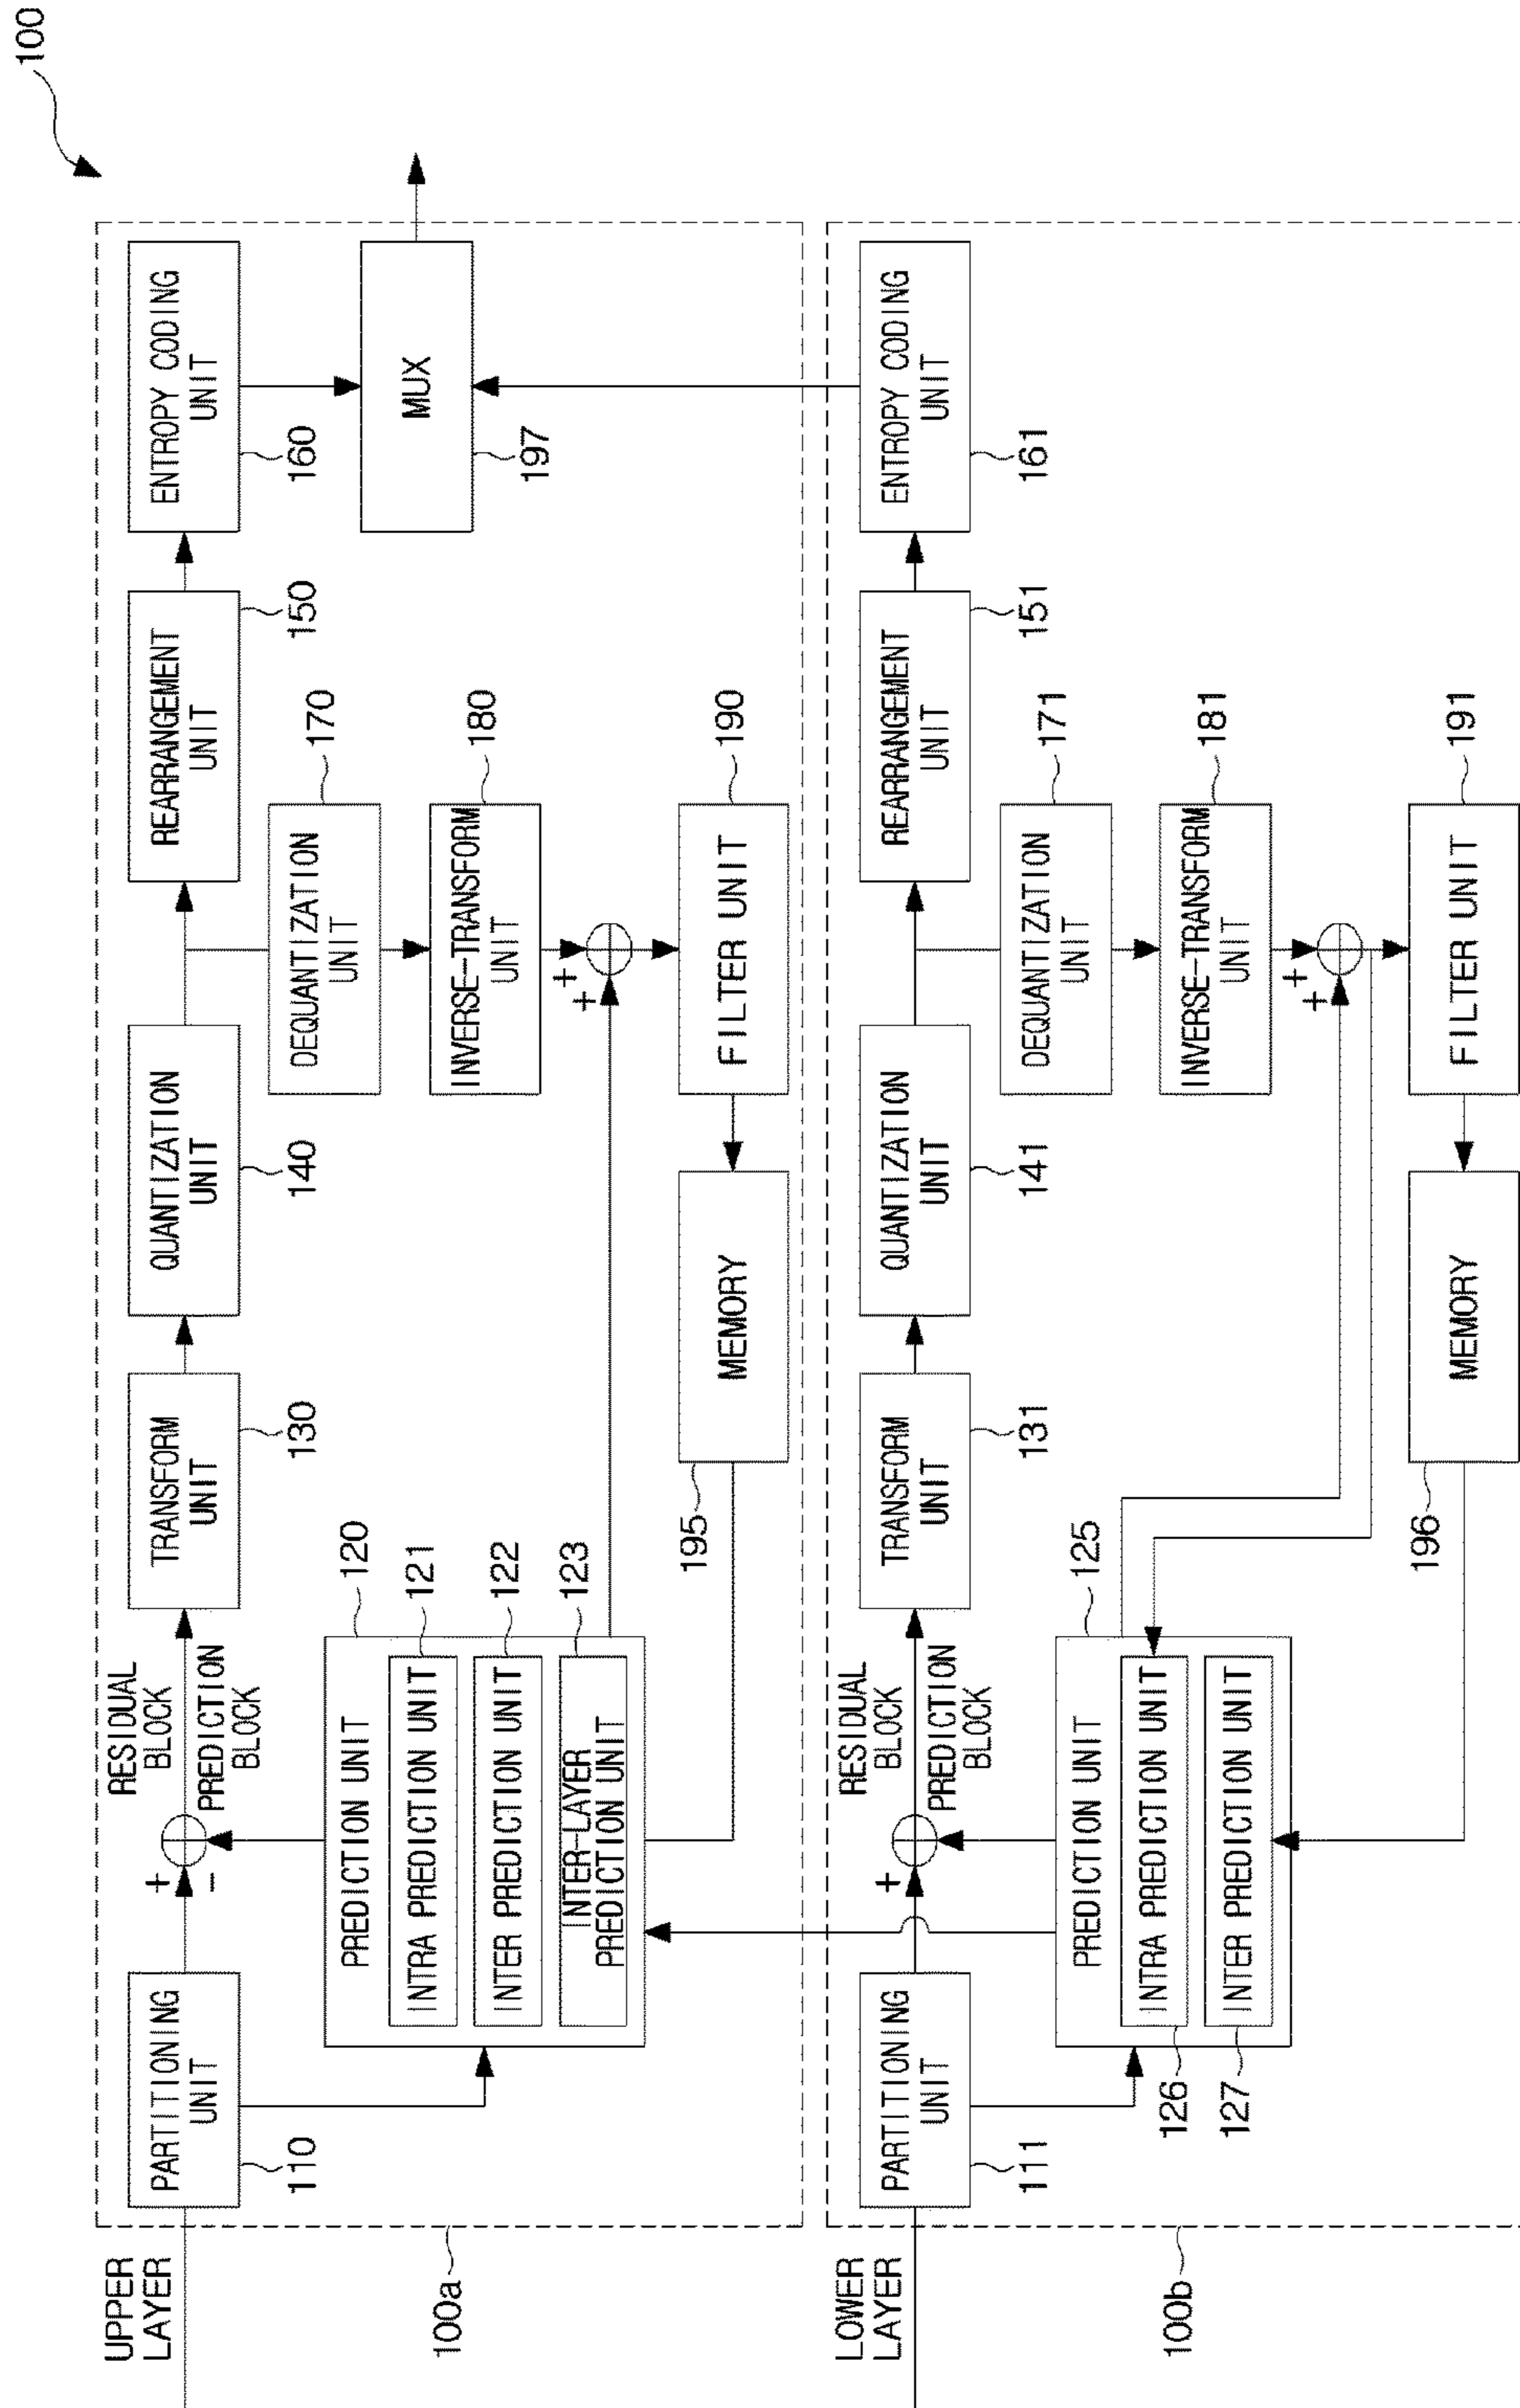 100
UPPER
LAYER
100a
PARTITIONING
UNIT
110
+
-
RESIDUAL
BLOCK
PREDICTION
BLOCK
TRANSFORM
UNIT
130
QUANTIZATION
UNIT
140
REARRANGEMENT
UNIT
150
ENTROPY CODING
UNIT
160
MUX
197
PREDICTION UNIT
120
INTRA PREDICTION UNIT
121
INTER PREDICTION UNIT
122
INTER-LAYER
PREDICTION UNIT
123
DEQUANTIZATION
UNIT
170
INVERSE-TRANSFORM
UNIT
180
+
+
FILTER UNIT
190
MEMORY
195
LOWER
LAYER
100b
PARTITIONING
UNIT
111
+
RESIDUAL
BLOCK
PREDICTION
BLOCK
TRANSFORM
UNIT
131
QUANTIZATION
UNIT
141
REARRANGEMENT
UNIT
151
ENTROPY CODING
UNIT
161
PREDICTION UNIT
125
INTRA PREDICTION UNIT
126
INTER PREDICTION UNIT
127
DEQUANTIZATION
UNIT
171
INVERSE-TRANSFORM
UNIT
181
+
+
FILTER UNIT
191
MEMORY
196